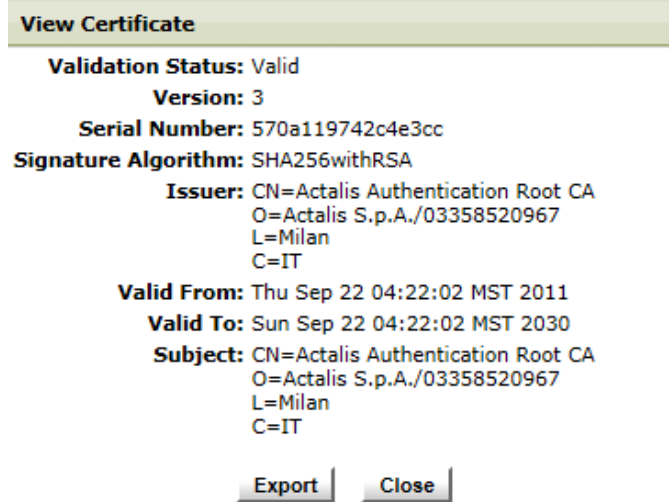 View Certificate
Validation Status: Valid
Version: 3
Serial Number: 570a119742c4e3cc
Signature Algorithm: SHA256withRSA
Issuer: CN=Actalis Authentication Root CA
O=Actalis S.p.A./03358520967
L=Milan
C=IT
Valid From: Thu Sep 22 04:22:02 MST 2011
Valid To: Sun Sep 22 04:22:02 MST 2030
Subject: CN=Actalis Authentication Root CA
O=Actalis S.p.A./03358520967
L=Milan
C=IT
Export Close